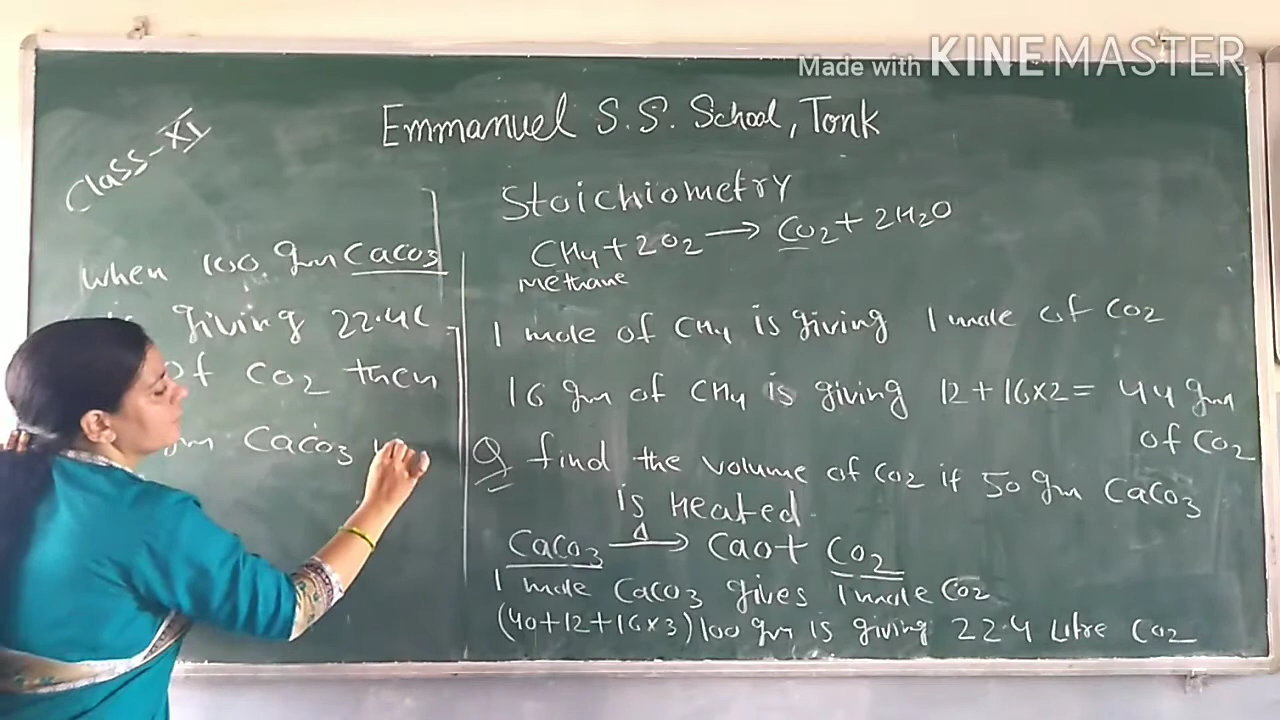 Made with KINEMASTER
Emmanuel S.S. School, Tonk
Class-XI
Stoichiometry
CH4 + 2O2 → CO2 + 2H2O
Methane
1 mole of CH4 is giving 1 mole of CO2
16 gm of CH4 is giving 12+16×2= 44 gm
of CO2
Q find the volume of CO2 if 50 gm CaCO3
is Heated
CaCO3 Δ→ CaO+ CO2
1 mole CaCO3 gives 1 mole CO2
(40+12+16×3) 100 gm is giving 22.4 Litre CO2
When 100 gm CaCO3
giving 22.4L
of CO2 then
gm CaCO3